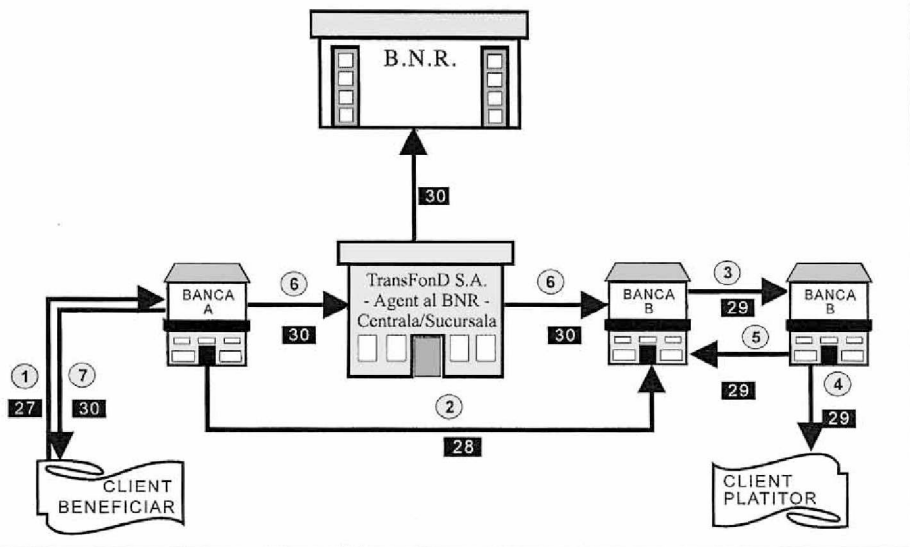 B.N.R.
30
TransFonD S.A.
- Agent al BNR -
Centrala/Sucursala
BANCA
A
6
30
6
30
BANCA
B
3
29
BANCA
B
5
29
4
29
1
27
7
30
2
28
CLIENT
BENEFICIAR
CLIENT
PLATITOR